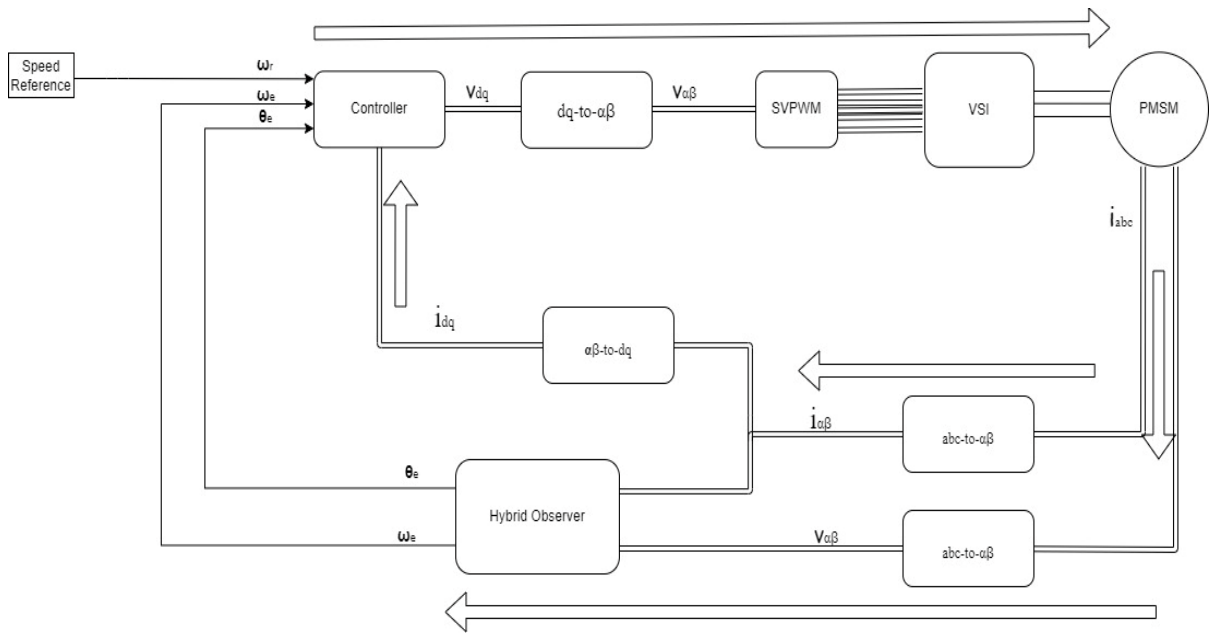 Speed
Reference
ωr
ωe
θe
Controller
vdq
dq-to-αβ
vαβ
SVPWM
VSI
PMSM
iabc
idq
αβ-to-dq
iαβ
abc-to-αβ
θe
Hybrid Observer
ωe
vαβ
abc-to-αβ